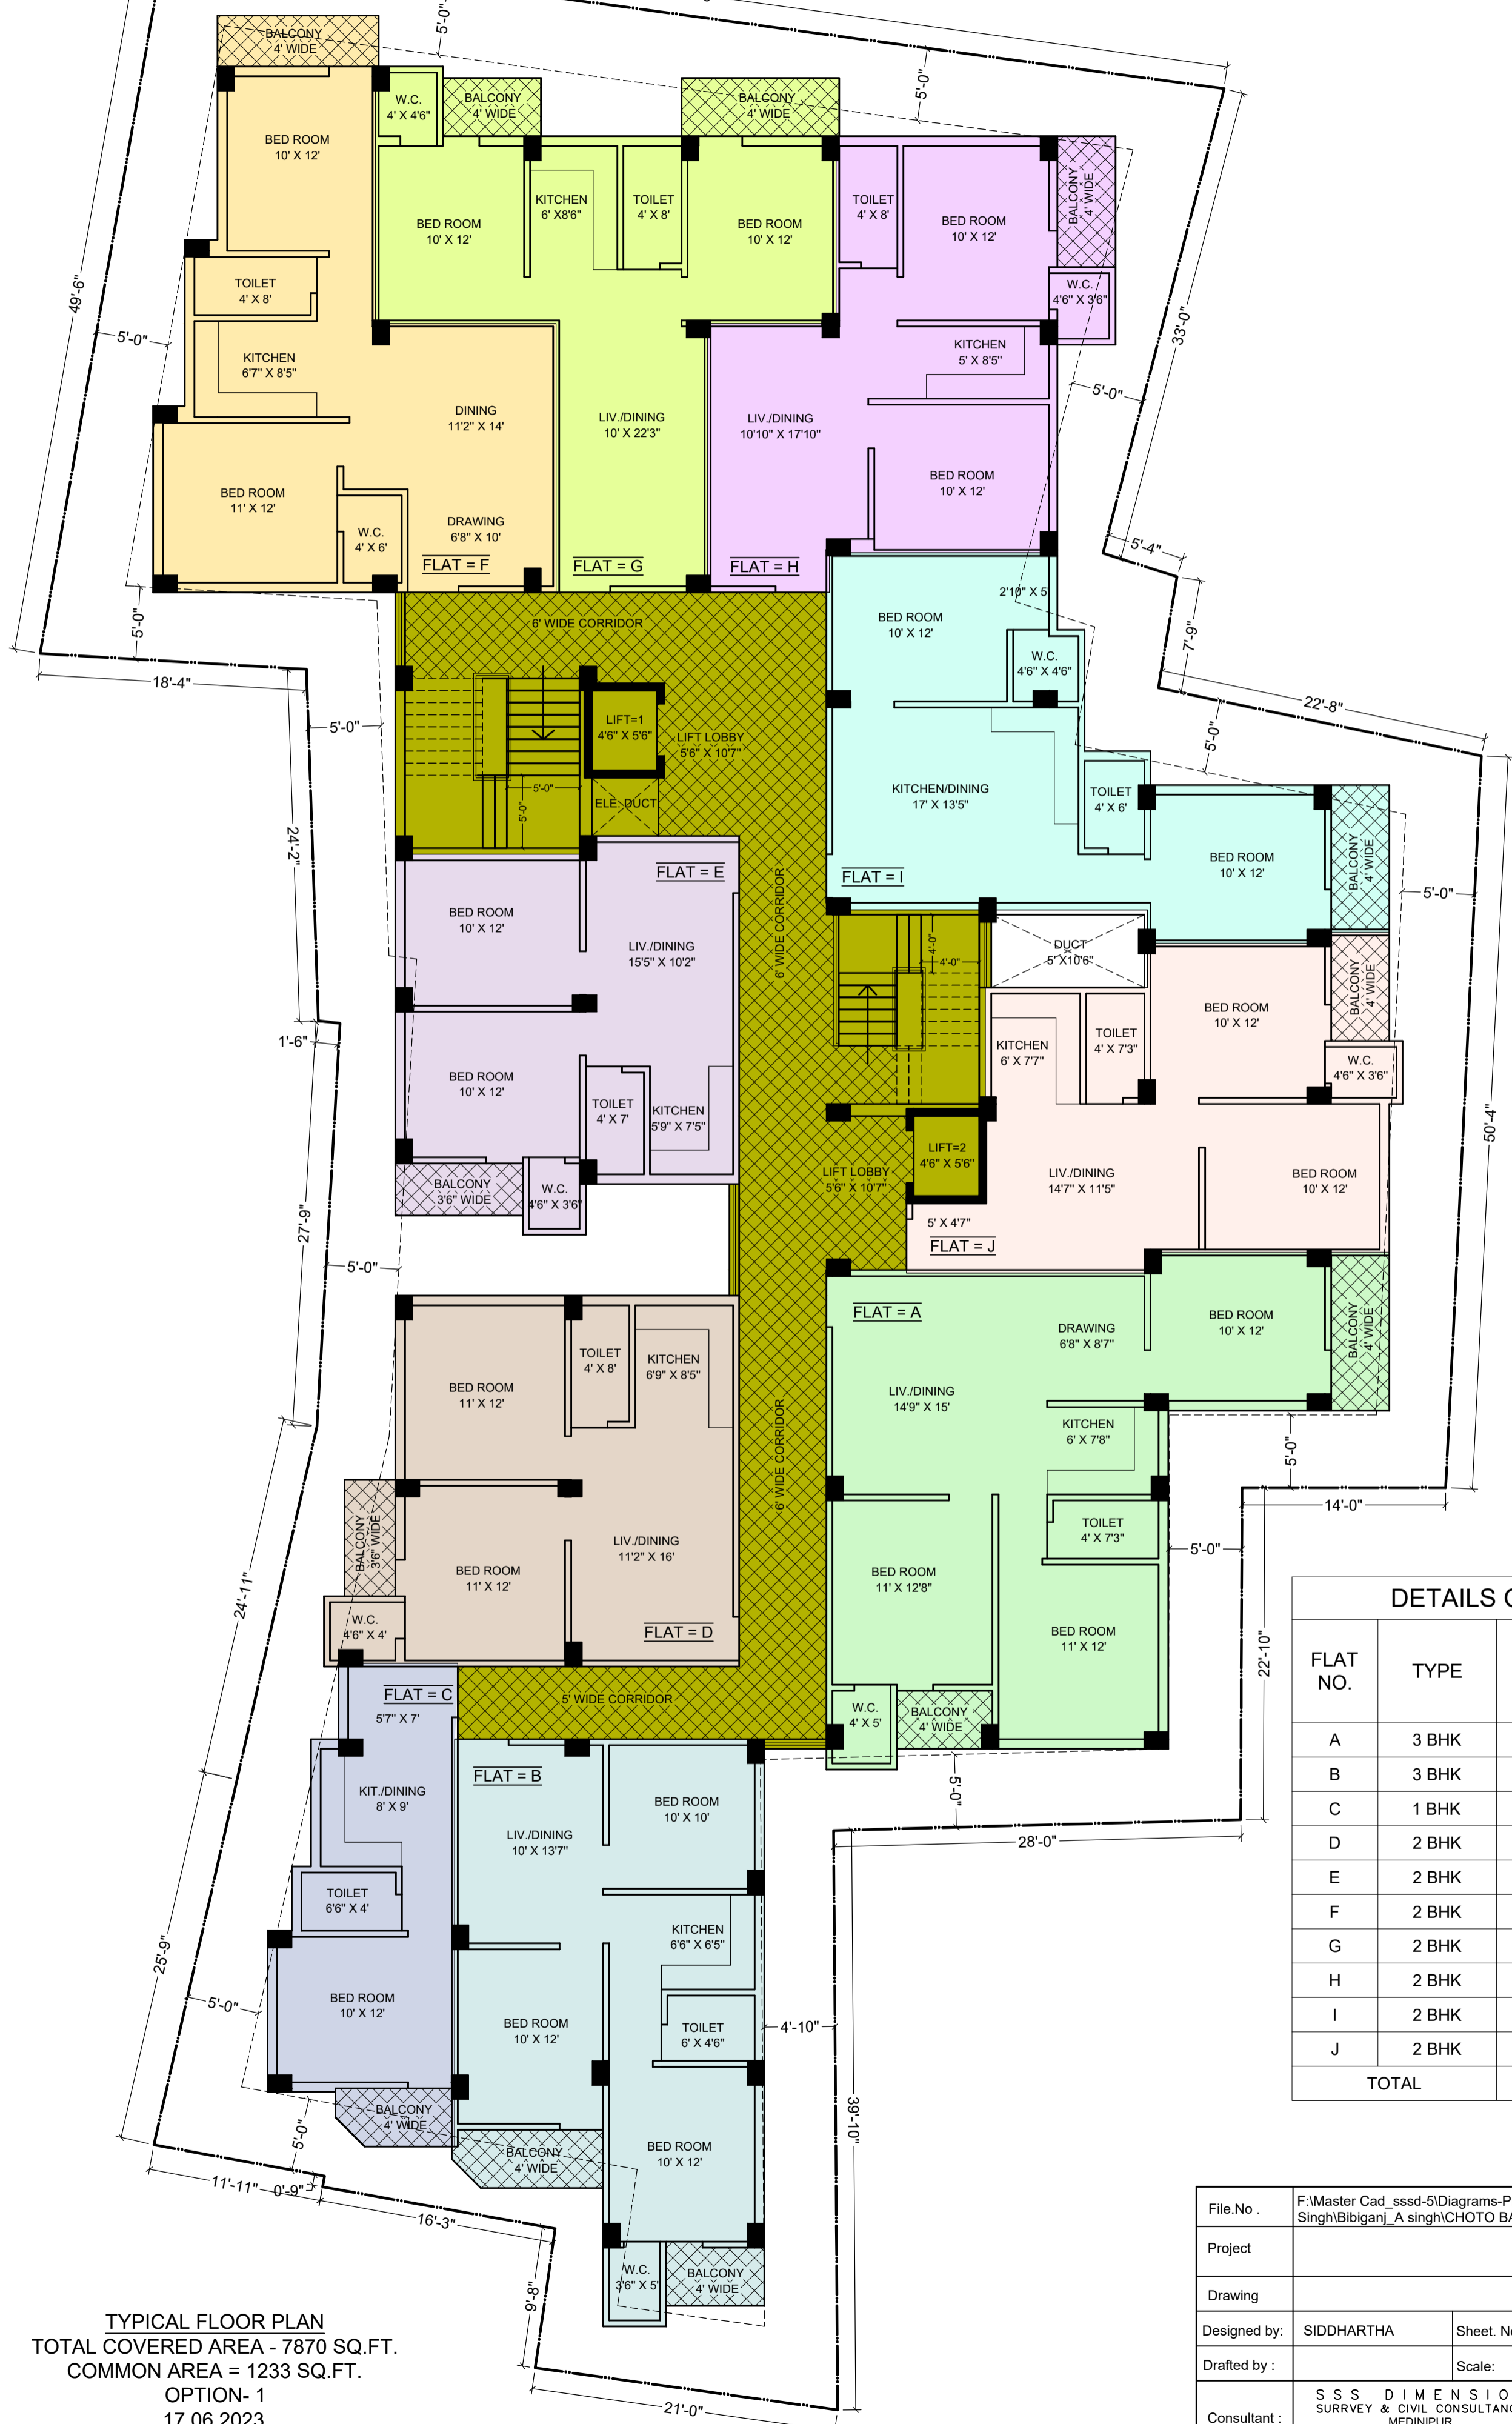 5'-0"
5'-0"
BALCONY
4' WIDE
W.C.
4' X 4'6"
BALCONY
4' WIDE
BALCONY
4' WIDE
BED ROOM
10' X 12'
BED ROOM
10' X 12'
KITCHEN
6' X8'6"
TOILET
4' X 8'
BED ROOM
10' X 12'
TOILET
4' X 8'
BED ROOM
10' X 12'
BALCONY
4' WIDE
W.C.
4'6" X 3'6"
49'-6"
5'-0"
TOILET
4' X 8'
KITCHEN
6'7" X 8'5"
DINING
11'2" X 14'
LIV./DINING
10' X 22'3"
LIV./DINING
10'10" X 17'10"
KITCHEN
5' X 8'5"
33'-0"
5'-0"
BED ROOM
11' X 12'
W.C.
4' X 6'
DRAWING
6'8" X 10'
BED ROOM
10' X 12'
FLAT = F
FLAT = G
FLAT = H
5'-4"
7'-9"
5'-0"
18'-4"
6' WIDE CORRIDOR
BED ROOM
10' X 12'
2'10" X 5'
W.C.
4'6" X 4'6"
22'-8"
5'-0"
5'-0"
LIFT=1
4'6" X 5'6"
LIFT LOBBY
5'6" X 10'7"
5'-0"
5'-0"
ELE. DUCT
KITCHEN/DINING
17' X 13'5"
TOILET
4' X 6'
24'-2"
FLAT = E
FLAT = I
BED ROOM
10' X 12'
BALCONY
4' WIDE
5'-0"
BED ROOM
10' X 12'
LIV./DINING
15'5" X 10'2"
6' WIDE CORRIDOR
4'-0"
4'-0"
DUCT
5' X10'6"
1'-6"
BED ROOM
10' X 12'
TOILET
4' X 7'
KITCHEN
5'9" X 7'5"
KITCHEN
6' X 7'7"
TOILET
4' X 7'3"
BED ROOM
10' X 12'
BALCONY
4' WIDE
W.C.
4'6" X 3'6"
50'-4"
BALCONY
3'6" WIDE
W.C.
4'6" X 3'6"
LIFT=2
4'6" X 5'6"
LIFT LOBBY
5'6" X 10'7"
LIV./DINING
14'7" X 11'5"
BED ROOM
10' X 12'
5' X 4'7"
FLAT = J
27'-9"
5'-0"
FLAT = A
DRAWING
6'8" X 8'7"
BED ROOM
10' X 12'
BALCONY
4' WIDE
BED ROOM
11' X 12'
TOILET
4' X 8'
KITCHEN
6'9" X 8'5"
LIV./DINING
14'9" X 15'
KITCHEN
6' X 7'8"
5'-0"
14'-0"
6' WIDE CORRIDOR
BALCONY
3'6" WIDE
BED ROOM
11' X 12'
LIV./DINING
11'2" X 16'
BED ROOM
11' X 12'8"
TOILET
4' X 7'3"
5'-0"
24'-11"
W.C.
4'6" X 4'
FLAT = D
BED ROOM
11' X 12'
22'-10"
FLAT = C
5'7" X 7'
5' WIDE CORRIDOR
W.C.
4' X 5'
BALCONY
4' WIDE
5'-0"
28'-0"
KIT./DINING
8' X 9'
FLAT = B
LIV./DINING
10' X 13'7"
BED ROOM
10' X 10'
TOILET
6'6" X 4'
KITCHEN
6'6" X 6'5"
25'-9"
5'-0"
BED ROOM
10' X 12'
BED ROOM
10' X 12'
TOILET
6' X 4'6"
4'-10"
39'-10"
BALCONY
4' WIDE
5'-0"
BALCONY
4' WIDE
BED ROOM
10' X 12'
11'-11"
0'-9"
16'-3"
W.C.
3'6" X 5'
BALCONY
4' WIDE
9'-8"
21'-0"
DETAILS
FLAT NO. TYPE
A 3 BHK
B 3 BHK
C 1 BHK
D 2 BHK
E 2 BHK
F 2 BHK
G 2 BHK
H 2 BHK
I 2 BHK
J 2 BHK
TOTAL
File.No . F:\Master Cad_sssd-5\Diagrams-P
Singh\Bibiganj_A singh\CHOTO BA
Project
Drawing
Designed by: SIDDHARTHA Sheet. No
Drafted by : Scale:
Consultant : SSS DIMENSIO
SURRVEY & CIVIL CONSULTANC
MEDINIPUR
TYPICAL FLOOR PLAN
TOTAL COVERED AREA - 7870 SQ.FT.
COMMON AREA = 1233 SQ.FT.
OPTION- 1
17.06.2023